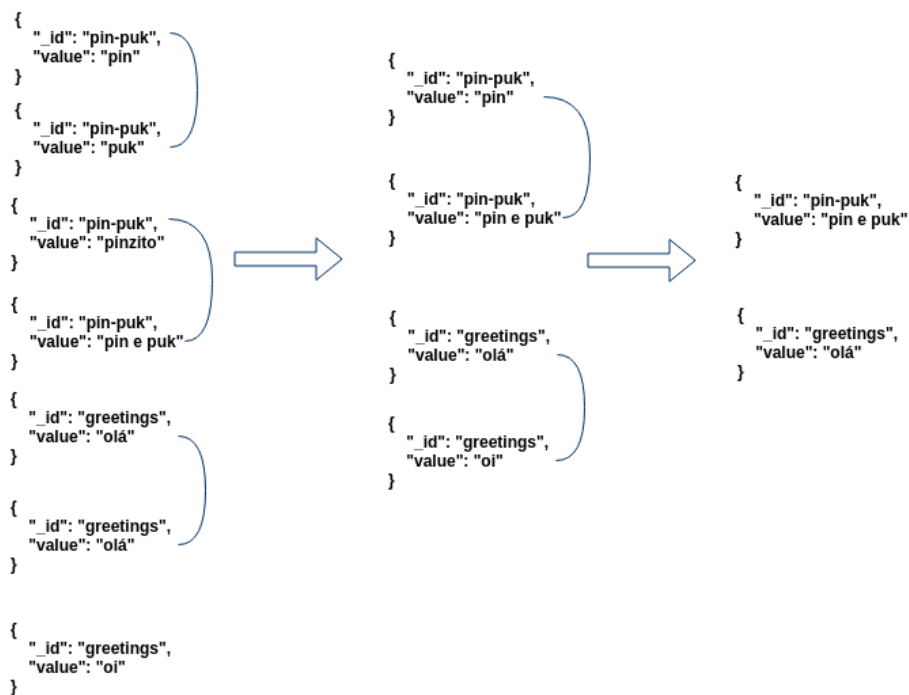 {
"_id": "pin-puk",
"value": "pin"
}
{
"_id": "pin-puk",
"value": "puk"
}
{
"_id": "pin-puk",
"value": "pinzito"
}
{
"_id": "pin-puk",
"value": "pin e puk"
}
{
"_id": "greetings",
"value": "olá"
}
{
"_id": "greetings",
"value": "olá"
}
{
"_id": "greetings",
"value": "oi"
}
{
"_id": "pin-puk",
"value": "pin"
}
{
"_id": "pin-puk",
"value": "pin e puk"
}
{
"_id": "greetings",
"value": "olá"
}
{
"_id": "greetings",
"value": "oi"
}
{
"_id": "pin-puk",
"value": "pin e puk"
}
{
"_id": "greetings",
"value": "olá"
}